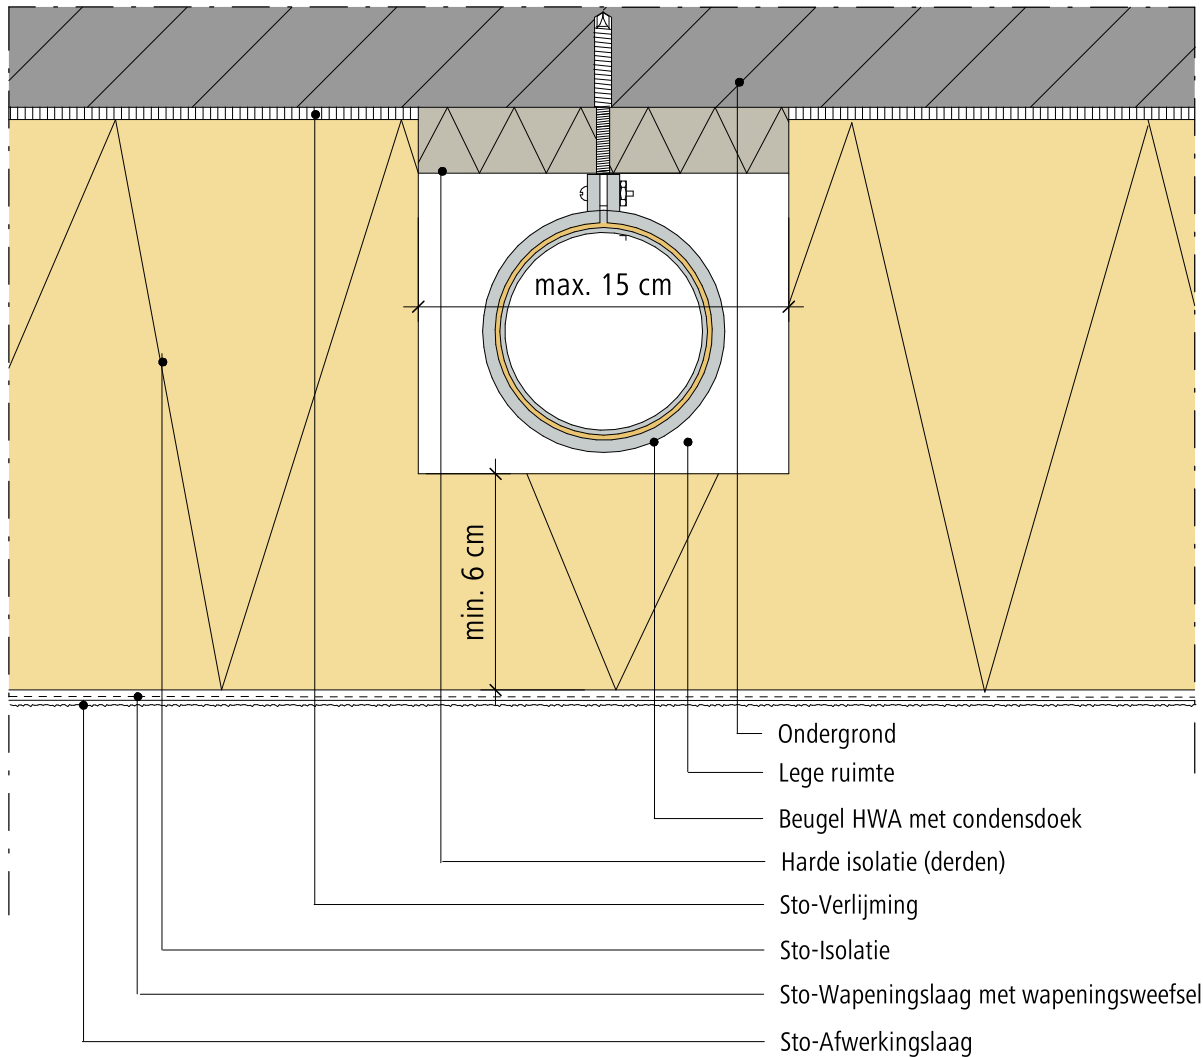 max. 15 cm
min. 6 cm
Ondergrond
Lege ruimte
Beugel HWA met condensdoek
Harde isolatie (derden)
Sto-Verlijming
Sto-Isolatie
Sto-Wapeningslaag met wapeningsweefsel
Sto-Afwerkingslaag